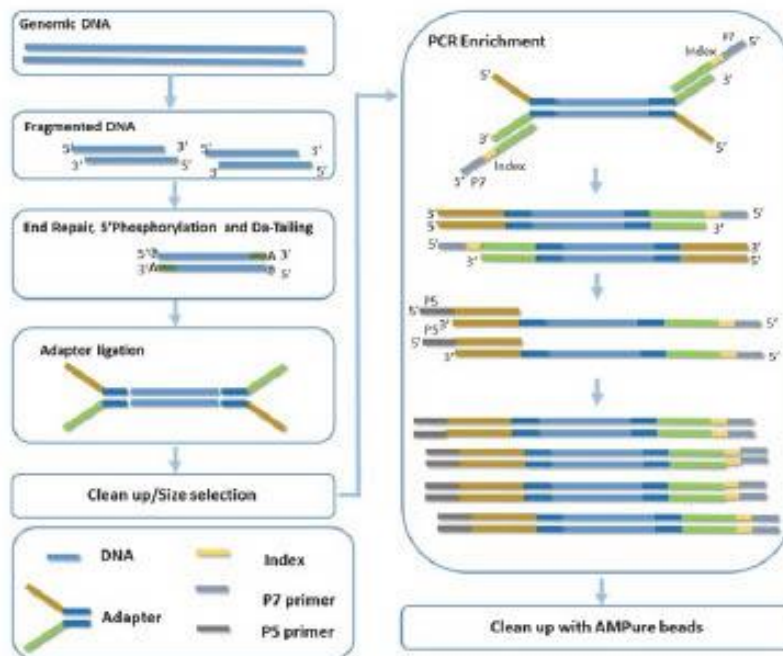 Genomic DNA
Fragmented DNA
5' 3' 5' 3'
3' 5' 3' 5'
End Repair, 5'Phosphorylation and Da-Tailing
5' A 3'
3'A 5'
Adaptor ligation
Clean up/Size selection
DNA
Adapter
Index
P7 primer
P5 primer
PCR Enrichment
P7 5'
Index
5' 3'
3' 5'
Index
5' P7
3' 5'
5' 3'
5' 3'
3' 5'
P5
5'
3' 5'
P5
5'
3' 5'
Clean up with AMPure beads